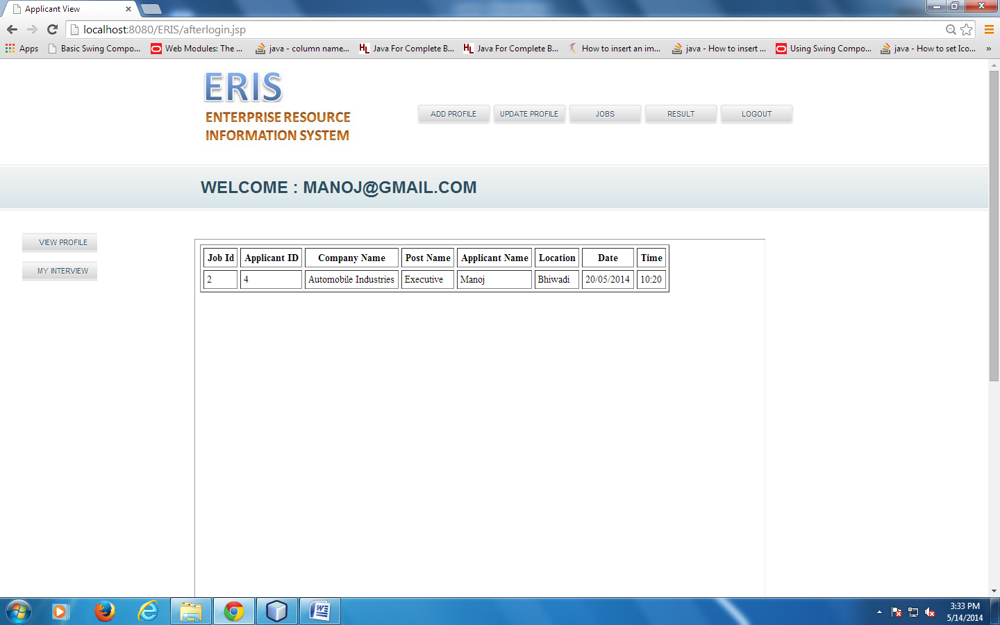 Applicant View
localhost:8080/ERIS/afterlogin.jsp
Apps Basic Swing Compo... Web Modules: The ... java - column name... Java For Complete B... Java For Complete B... How to insert an im... java - How to insert ... Using Swing Compo... java - How to set Ico... »
ERIS
ENTERPRISE RESOURCE
INFORMATION SYSTEM
ADD PROFILE UPDATE PROFILE JOBS RESULT LOGOUT
WELCOME : MANOJ@GMAIL.COM
VIEW PROFILE
MY INTERVIEW
Job Id Applicant ID Company Name Post Name Applicant Name Location Date Time
2 4 Automobile Industries Executive Manoj Bhiwadi 20/05/2014 10:20
3:33 PM
5/14/2014